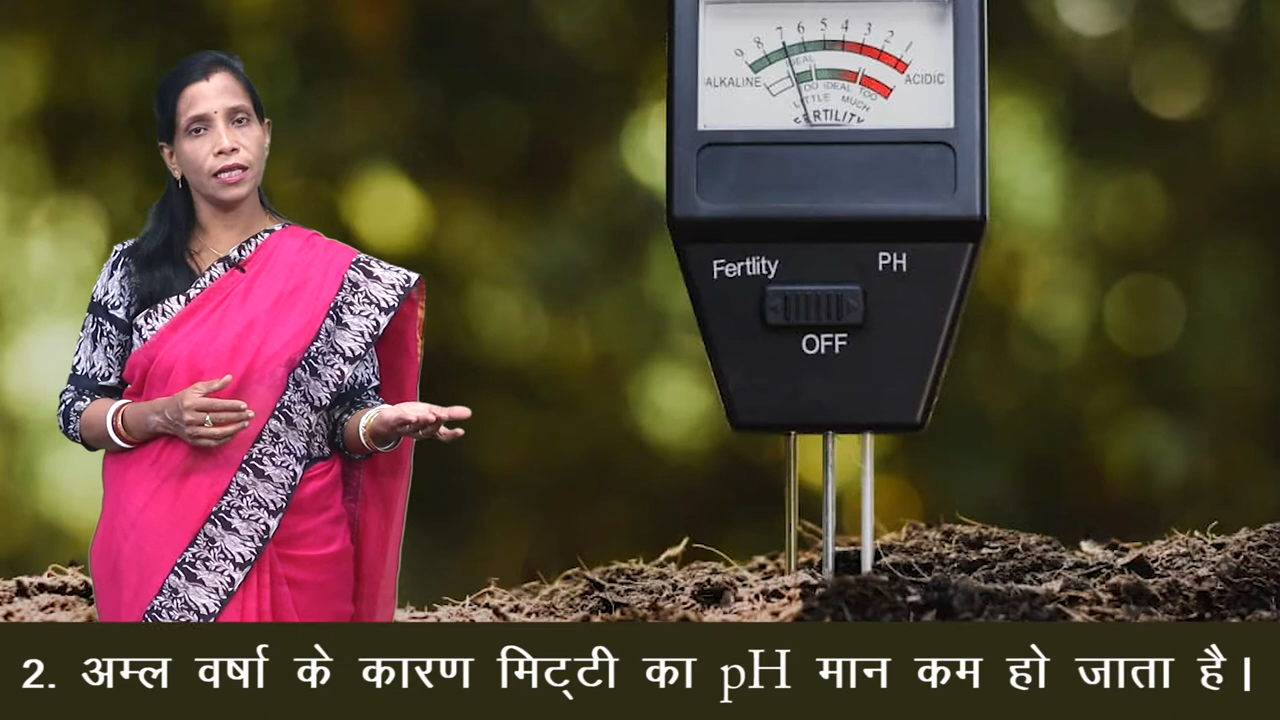 9 8 7 6 5 4 3 2 1
IDEAL
ALKALINE ACIDIC
TOO IDEAL TOO
LITTLE MUCH
FERTILITY
Fertlity PH
OFF
2. अम्ल वर्षा के कारण मिट्टी का pH मान कम हो जाता है।